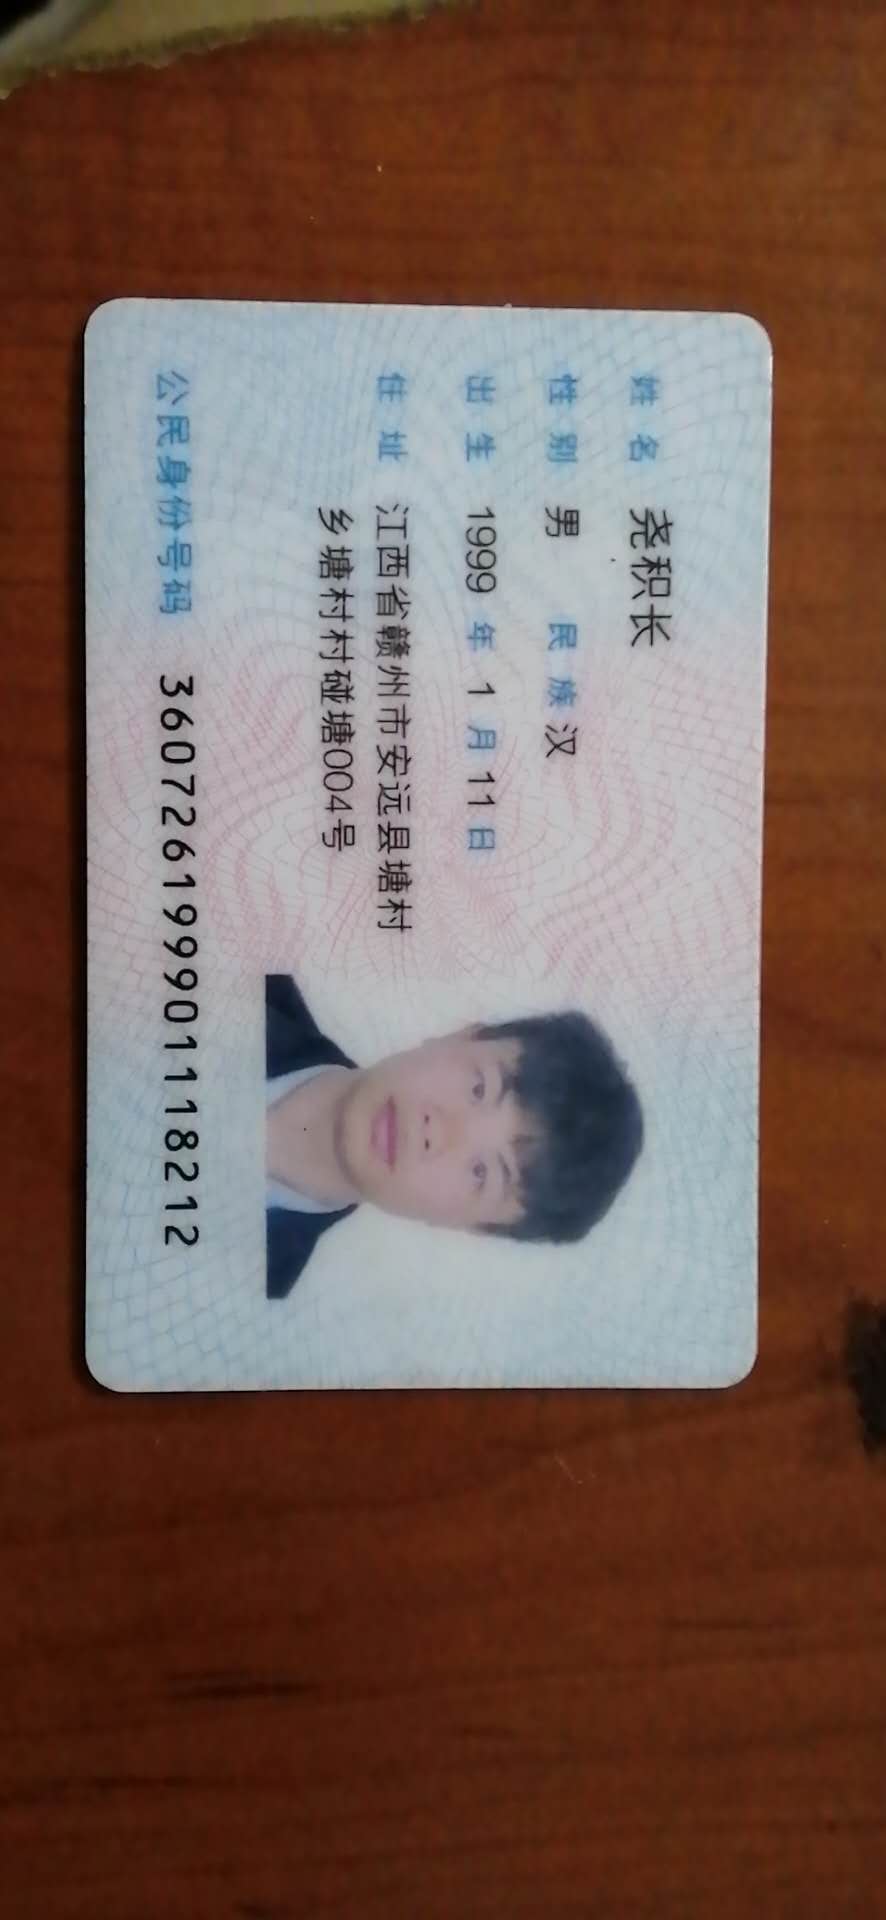 姓名 尧积长
性别 男 民族 汉
出生 1999 年 1 月 11 日
住址 江西省赣州市安远县塘村
乡塘村村碰塘004号
公民身份号码 360726199901118212